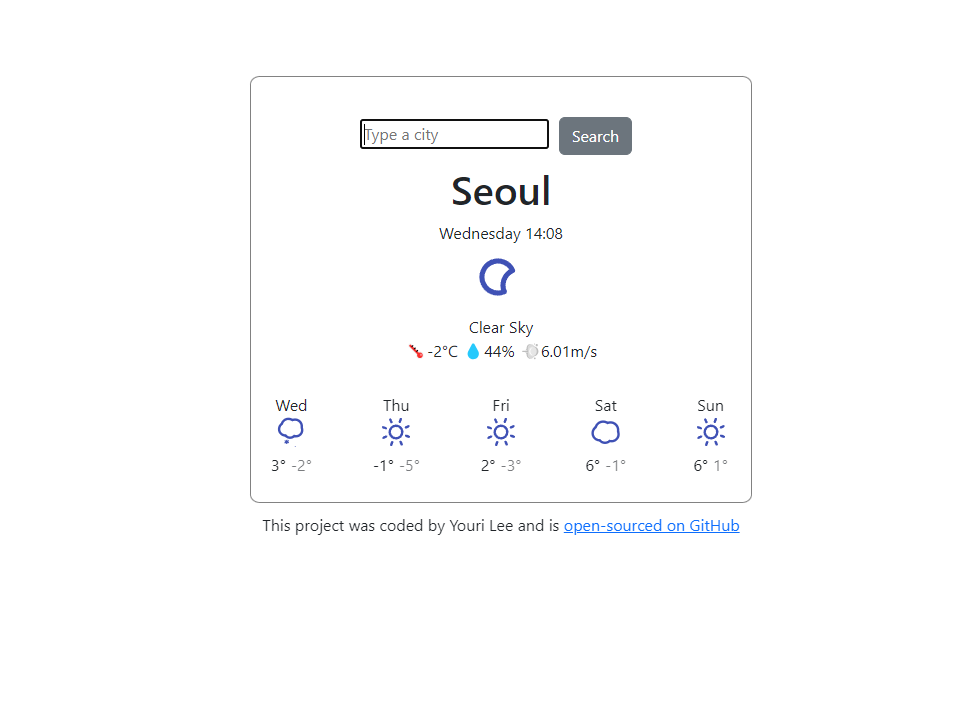 Type a city Search
Seoul
Wednesday 14:08
Clear Sky
-2°C 44% 6.01m/s
Wed Thu Fri Sat Sun
3° -2° -1° -5° 2° -3° 6° -1° 6° 1°
This project was coded by Youri Lee and is open-sourced on GitHub